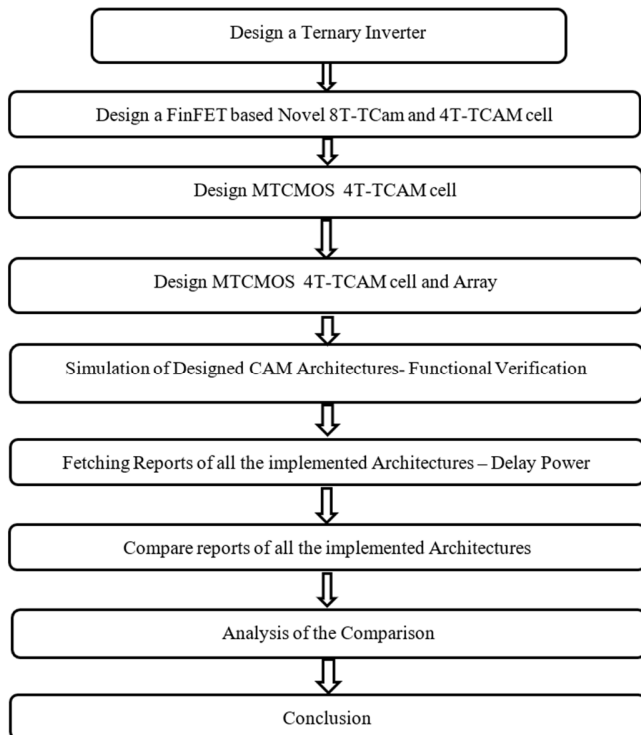 Design a Ternary Inverter
Design a FinFET based Novel 8T-TCam and 4T-TCAM cell
Design MTCMOS 4T-TCAM cell
Design MTCMOS 4T-TCAM cell and Array
Simulation of Designed CAM Architectures- Functional Verification
Fetching Reports of all the implemented Architectures – Delay Power
Compare reports of all the implemented Architectures
Analysis of the Comparison
Conclusion